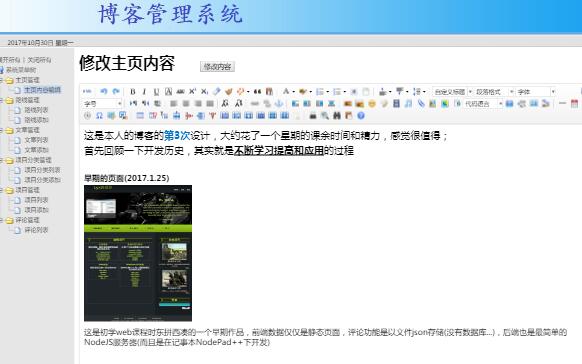 博客管理系统
2017年10月30日 星期一
展开所有 | 关闭所有
系统菜单树
主页管理
主页内容编辑
路线管理
路线列表
路线添加
文章管理
文章列表
文章添加
项目分类管理
项目分类列表
项目分类添加
项目管理
项目列表
项目添加
评论管理
评论列表
修改主页内容
修改内容
自定义标题
段落格式
字体
字号
代码语言
这是本人的博客的第3次设计，大约花了一个星期的课余时间和精力，感觉很值得；
首先回顾一下开发历史，其实就是不断学习提高和应用的过程
早期的页面(2017.1.25)
这是初学web课程时东拼西凑的一个早期作品，前端数据仅仅是静态页面，评论功能是以文件json存储(没有数据库...)，后端也是最简单的
NodeJS服务器(而且是在记事本NodePad++下开发)